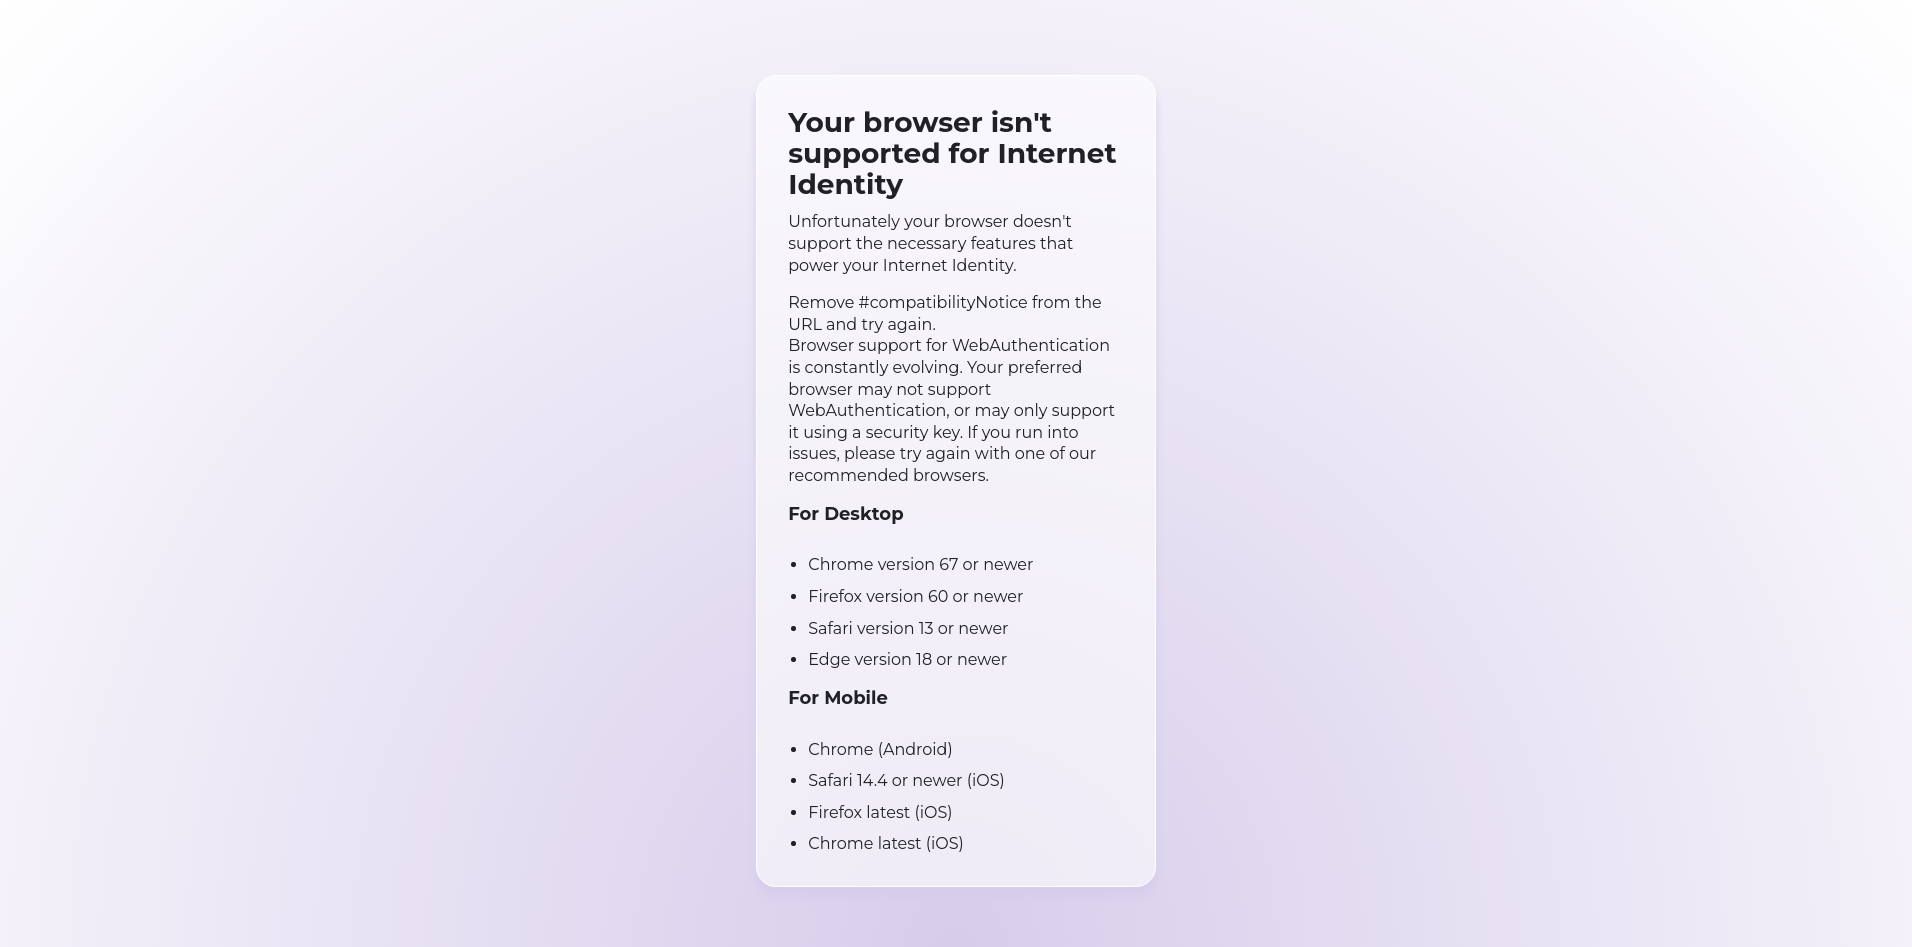 Your browser isn't
supported for Internet
Identity
Unfortunately your browser doesn't
support the necessary features that
power your Internet Identity.
Remove #compatibilityNotice from the
URL and try again.
Browser support for WebAuthentication
is constantly evolving. Your preferred
browser may not support
WebAuthentication, or may only support
it using a security key. If you run into
issues, please try again with one of our
recommended browsers.
For Desktop
• Chrome version 67 or newer
• Firefox version 60 or newer
• Safari version 13 or newer
• Edge version 18 or newer
For Mobile
• Chrome (Android)
• Safari 14.4 or newer (iOS)
• Firefox latest (iOS)
• Chrome latest (iOS)